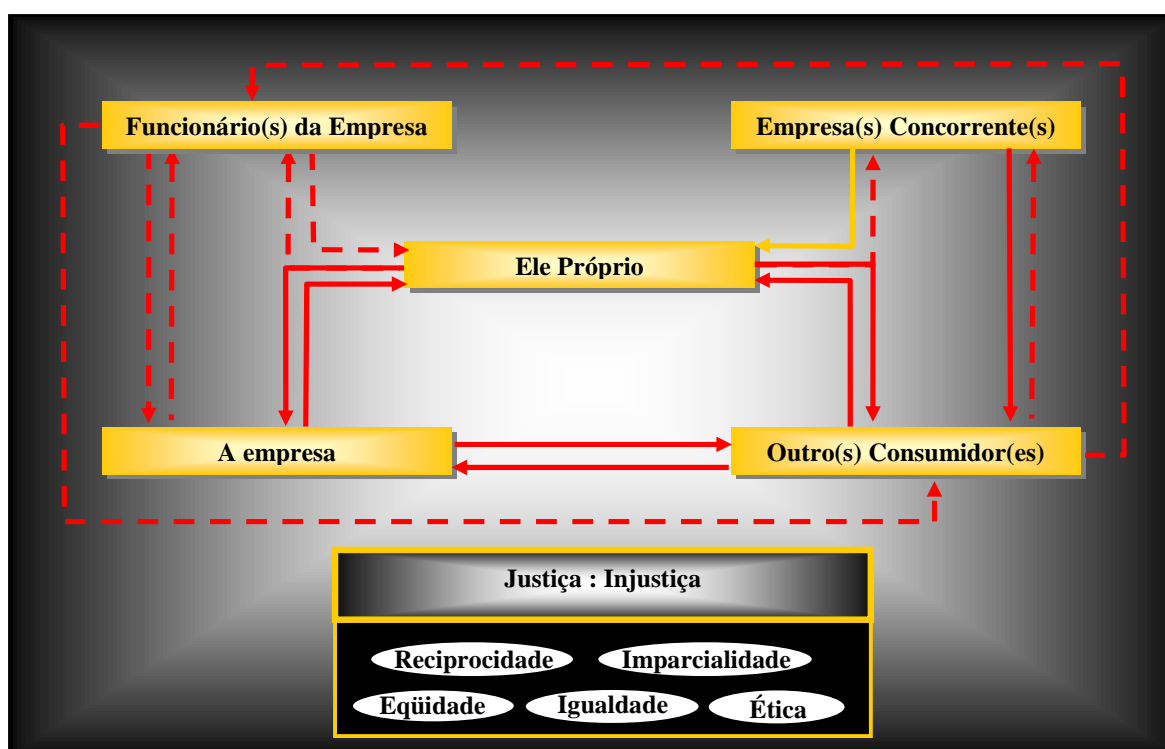 Funcionário(s) da Empresa
Empresa(s) Concorrente(s)
Ele Próprio
A empresa
Outro(s) Consumidor(es)
Justiça : Injustiça
Reciprocidade
Imparcialidade
Eqüidade
Igualdade
Ética